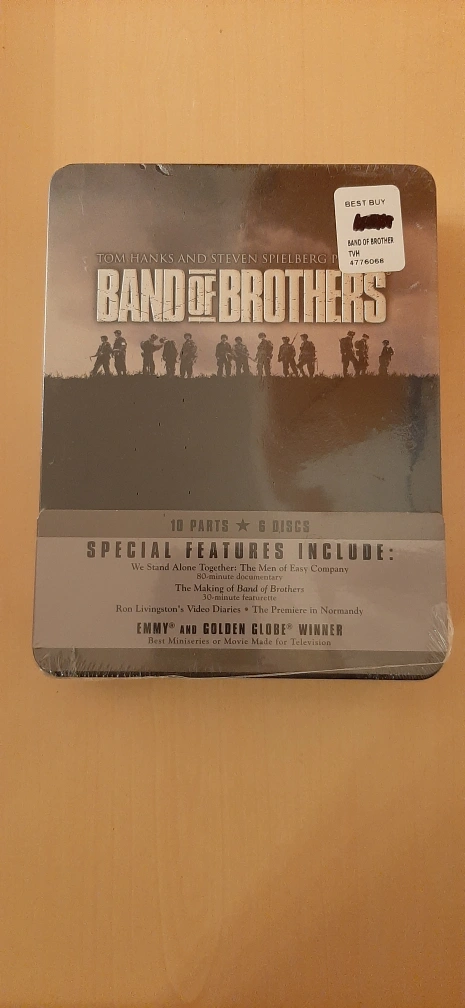 BEST BUY
BAND OF BROTHER
TVH
4776068
TOM HANKS AND STEVEN SPIELBERG P
BAND OF BROTHERS
10 PARTS ★ 6 DISCS
SPECIAL FEATURES INCLUDE:
We Stand Alone Together: The Men of Easy Company
80-minute documentary
The Making of Band of Brothers
30-minute featurette
Ron Livingston's Video Diaries • The Premiere in Normandy
EMMY® AND GOLDEN GLOBE® WINNER
Best Miniseries or Movie Made for Television